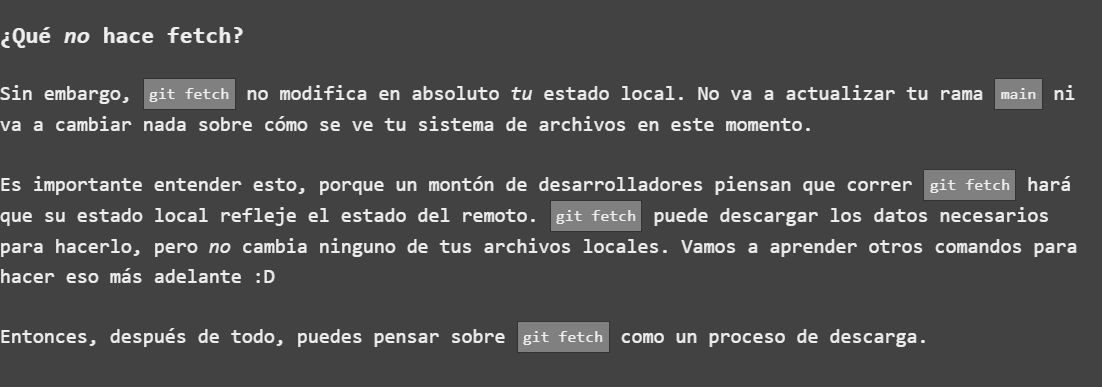 ¿Qué no hace fetch?
Sin embargo, git fetch no modifica en absoluto tu estado local. No va a actualizar tu rama main ni
va a cambiar nada sobre cómo se ve tu sistema de archivos en este momento.
Es importante entender esto, porque un montón de desarrolladores piensan que correr git fetch hará
que su estado local refleje el estado del remoto. git fetch puede descargar los datos necesarios
para hacerlo, pero no cambia ninguno de tus archivos locales. Vamos a aprender otros comandos para
hacer eso más adelante :D
Entonces, después de todo, puedes pensar sobre git fetch como un proceso de descarga.